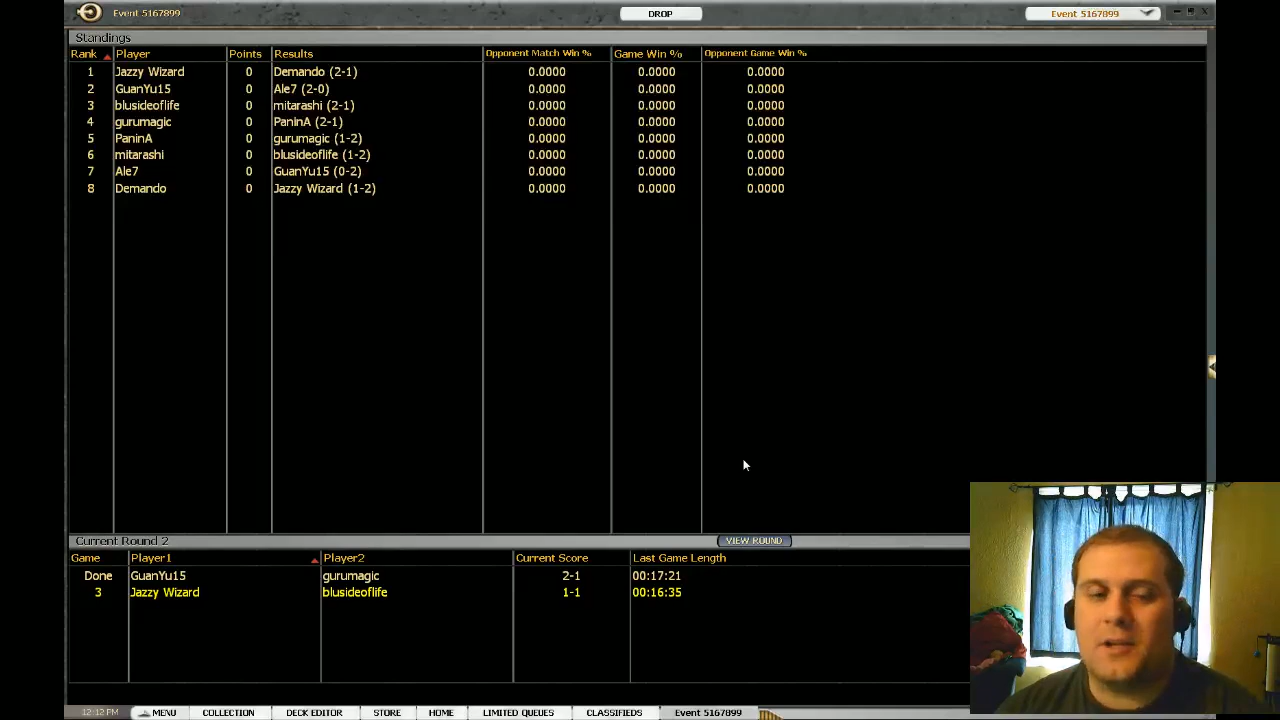 Event 5167899 DROP Event 5167899
Standings
Rank Player Points Results Opponent Match Win % Game Win % Opponent Game Win %
1 Jazzy Wizard 0 Demando (2-1) 0.0000 0.0000 0.0000
2 GuanYu15 0 Ale7 (2-0) 0.0000 0.0000 0.0000
3 blusideoflife 0 mitarashi (2-1) 0.0000 0.0000 0.0000
4 gurumagic 0 PaninA (2-1) 0.0000 0.0000 0.0000
5 PaninA 0 gurumagic (1-2) 0.0000 0.0000 0.0000
6 mitarashi 0 blusideoflife (1-2) 0.0000 0.0000 0.0000
7 Ale7 0 GuanYu15 (0-2) 0.0000 0.0000 0.0000
8 Demando 0 Jazzy Wizard (1-2) 0.0000 0.0000 0.0000
Current Round 2 VIEW ROUND
Game Player1 Player2 Current Score Last Game Length
Done GuanYu15 gurumagic 2-1 00:17:21
3 Jazzy Wizard blusideoflife 1-1 00:16:35
12:12 PM MENU COLLECTION DECK EDITOR STORE HOME LIMITED QUEUES CLASSIFIEDS Event 5167899